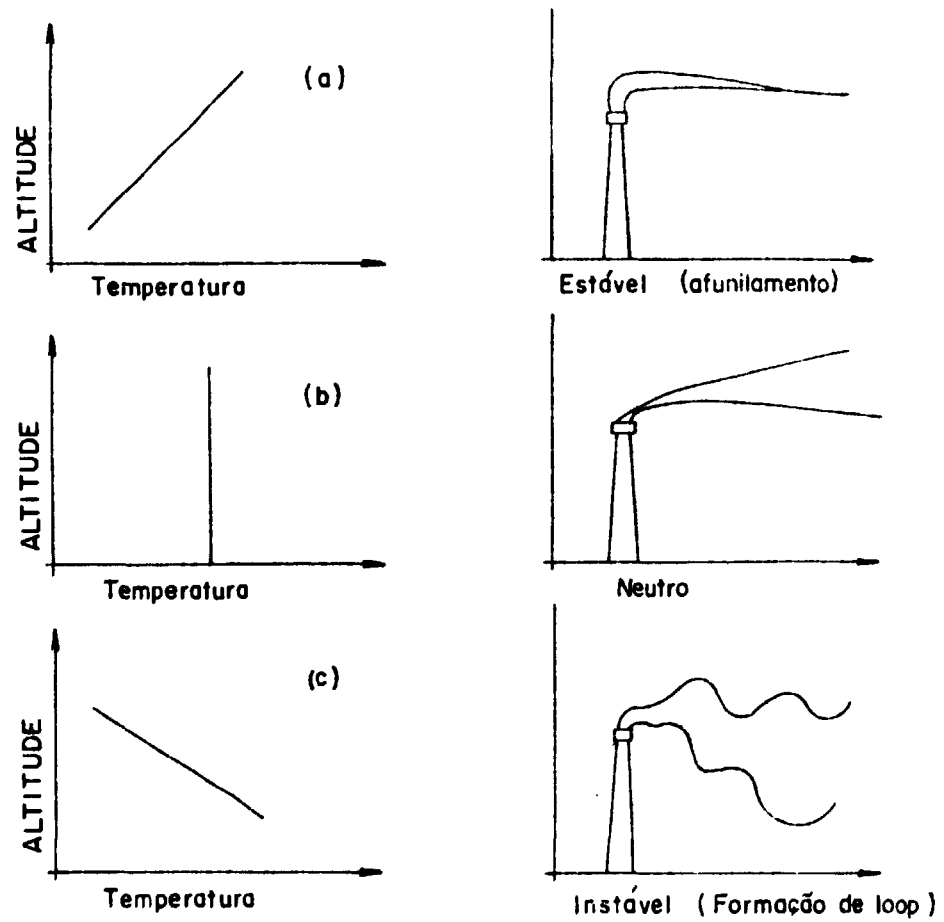 (a)
ALTITUDE
Temperatura
Estável (afunilamento)
(b)
ALTITUDE
Temperatura
Neutro
(c)
ALTITUDE
Temperatura
Instável (Formação de loop)